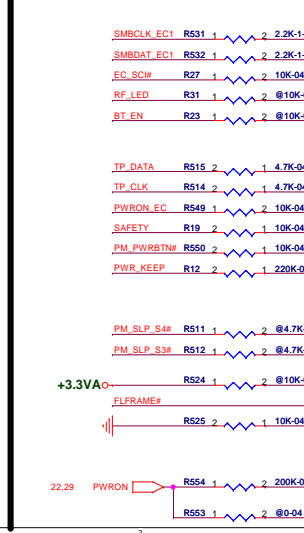 SMBCLK_EC1 R531 1 2 2.2K-1-
SMBDAT_EC1 R532 1 2 2.2K-1-
EC_SCI# R27 1 2 10K-04
RF_LED R31 1 2 @10K-
BT_EN R23 1 2 @10K-
TP_DATA R515 2 1 4.7K-04
TP_CLK R514 2 1 4.7K-04
PWRON_EC R549 1 2 10K-04
SAFETY R19 2 1 10K-04
PM_PWRBTN# R550 2 1 10K-04
PWR_KEEP R12 2 1 220K-0
PM_SLP_S4# R511 1 2 @4.7K-
PM_SLP_S3# R512 1 2 @4.7K-
+3.3VA R524 1 2 @10K-
FLFRAME#
R525 2 1 10K-04
22,29 PWRON R554 1 2 200K-0
R553 1 2 @0-04